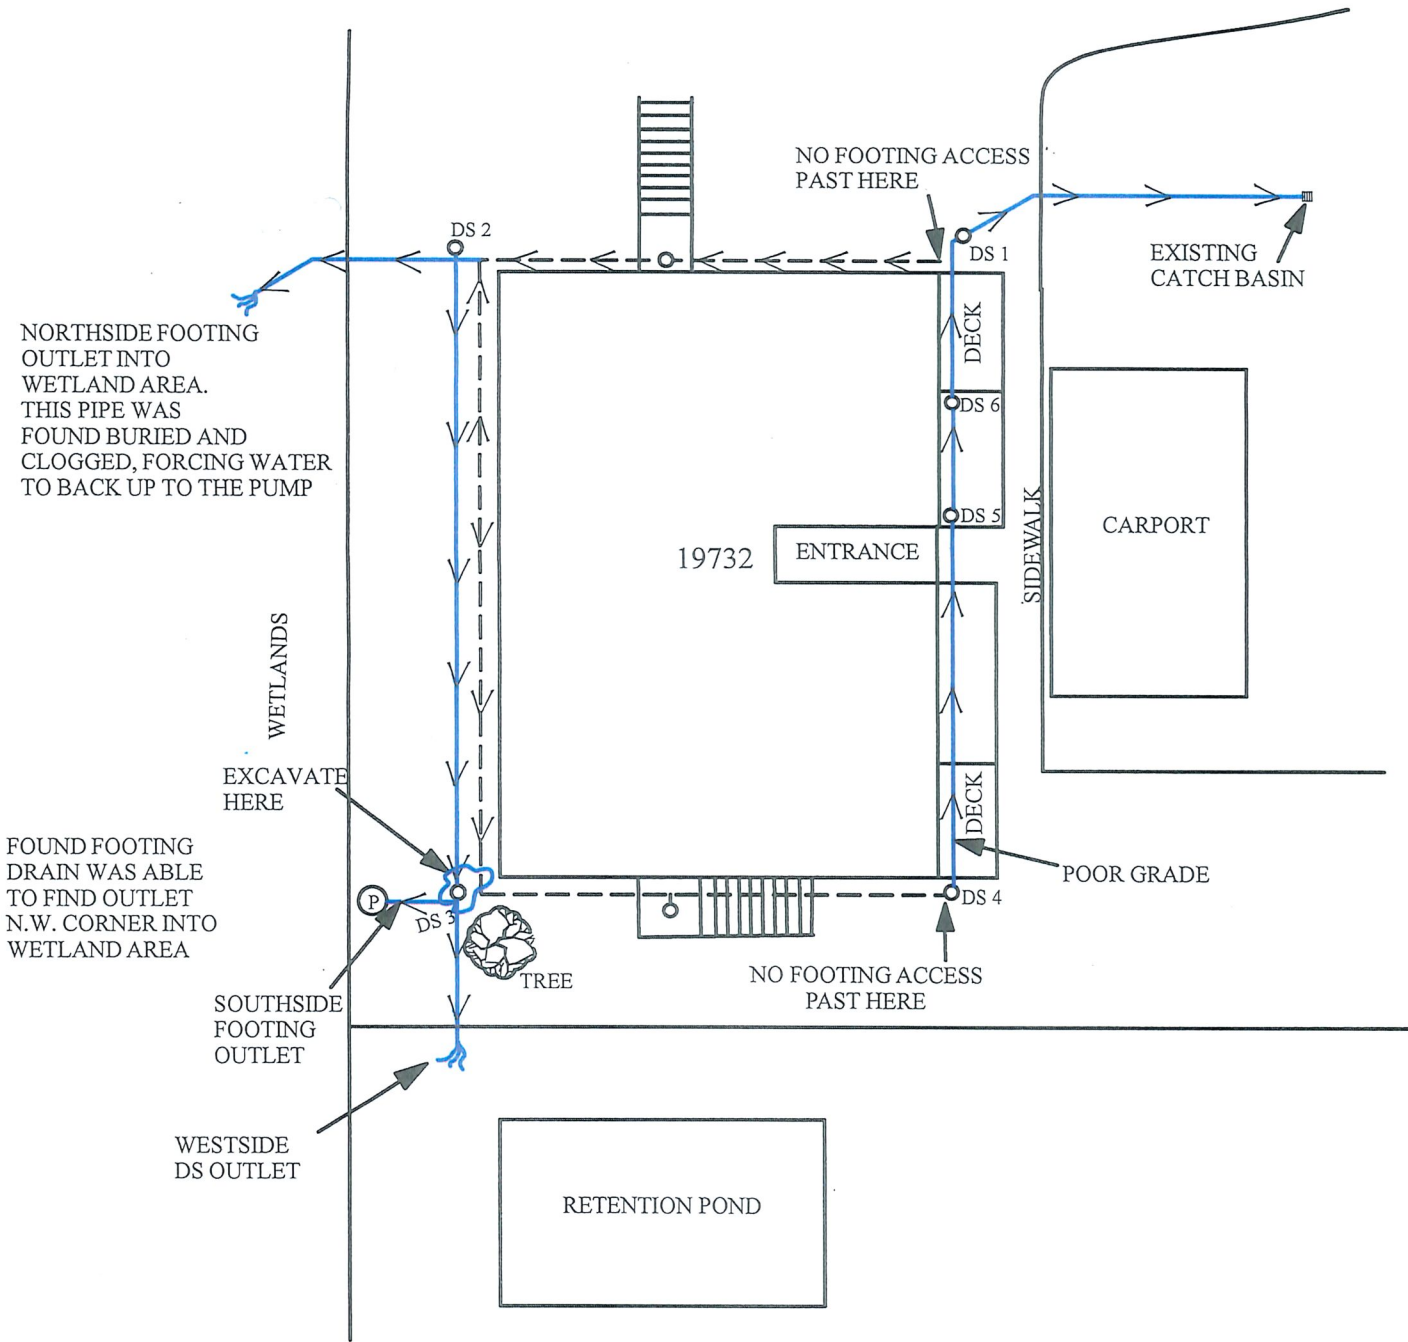 NO FOOTING ACCESS
PAST HERE
DS 2
DS 1
EXISTING
CATCH BASIN
NORTHSIDE FOOTING
OUTLET INTO
WETLAND AREA.
THIS PIPE WAS
FOUND BURIED AND
CLOGGED, FORCING WATER
TO BACK UP TO THE PUMP
DECK
DS 6
DS 5
SIDEWALK
CARPORT
19732
ENTRANCE
WETLANDS
EXCAVATE
HERE
DECK
POOR GRADE
FOUND FOOTING
DRAIN WAS ABLE
TO FIND OUTLET
N.W. CORNER INTO
WETLAND AREA
P
DS 3
DS 4
TREE
NO FOOTING ACCESS
PAST HERE
SOUTHSIDE
FOOTING
OUTLET
WESTSIDE
DS OUTLET
RETENTION POND